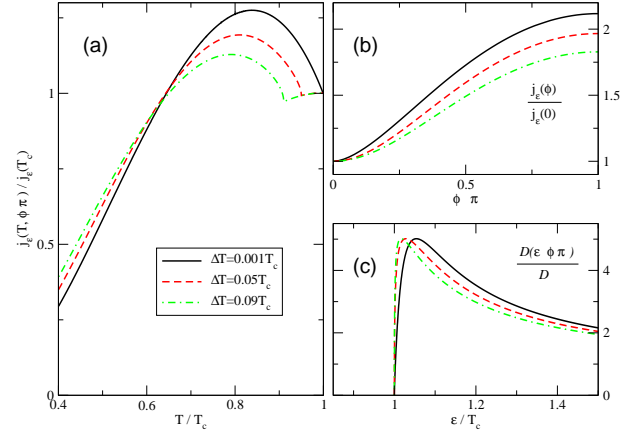 (a)
j_ε(T, ϕ π) / j_ε(T_c)
1
0.5
0
0.4
0.6
0.8
1
T / T_c
ΔT=0.001T_c
ΔT=0.05T_c
ΔT=0.09T_c
(b)
2
1.5
1
j_ε(ϕ)
j_ε(0)
0
0.5
1
ϕ π
(c)
D(ε ϕ π)
D
4
2
0
1
1.2
1.4
ε / T_c